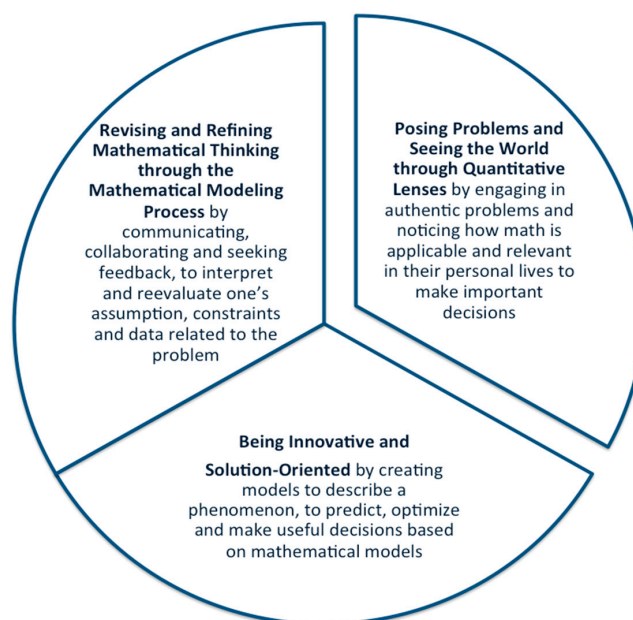 Revising and Refining
Mathematical Thinking
through the
Mathematical Modeling
Process by
communicating,
collaborating and seeking
feedback, to interpret
and reevaluate one's
assumption, constraints
and data related to the
problem
Posing Problems and
Seeing the World
through Quantitative
Lenses by engaging in
authentic problems and
noticing how math is
applicable and relevant
in their personal lives to
make important
decisions
Being Innovative and
Solution-Oriented by creating
models to describe a
phenomenon, to predict, optimize
and make useful decisions based
on mathematical models